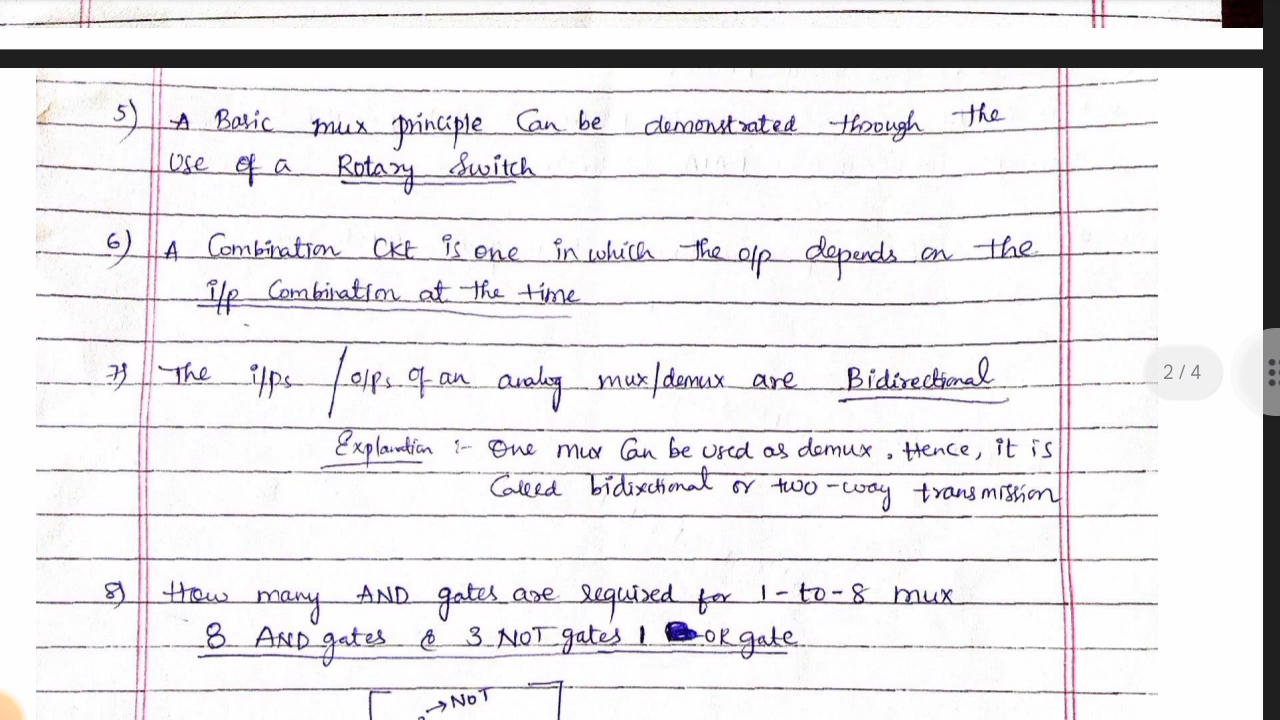 5) A Basic mux principle Can be demonstrated through the
Use of a Rotary Switch
6) A Combination CKt is one in which the o/p depends on the
i/p Combination at the time
7) The i/ps / o/ps of an analog mux/demux are Bidirectional
Explanation :- One mux Can be used as demux. Hence, it is
Called bidirectional or two-way transmission
2 / 4
8) How many AND gates are required for 1-to-8 mux
8 AND gates & 3 NOT gates 1 OR gate
→NOT